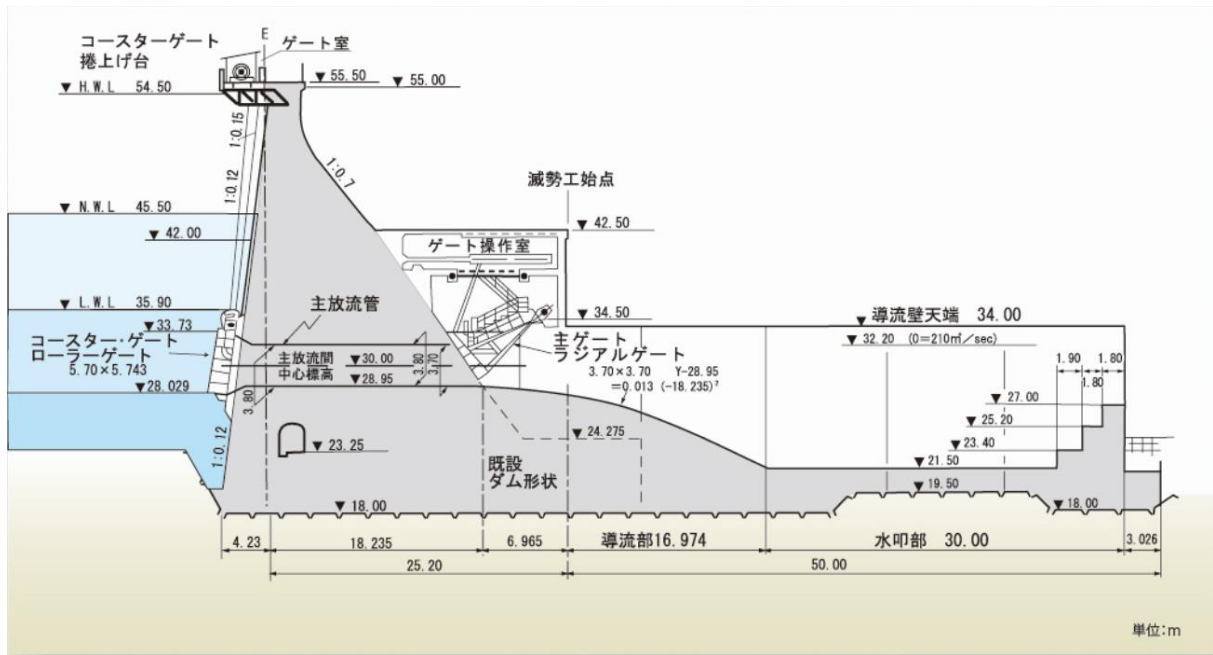 コースターゲート
捲上げ台
E
ゲート室
H.W.L 54.50
55.50
55.00
1:0.15
1:0.12
1:0.7
減勢工始点
N.W.L 45.50
42.50
42.00
ゲート操作室
L.W.L 35.90
主放流管
34.50
導流壁天端 34.00
33.73
コースター・ゲート
ローラーゲート
5.70×5.743
主ゲート
ラジアルゲート
3.70×3.70 Y-28.95
=0.013 (-18.235)²
32.20 (0=210㎥/sec)
1.90
1.80
1.80
主放流間
中心標高
30.00
28.95
3.80
3.70
3.80
28.029
27.00
25.20
24.275
23.40
1:0.12
23.25
既設
ダム形状
21.50
19.50
18.00
18.00
4.23
18.235
6.965
導流部16.974
水叩部 30.00
3.026
25.20
50.00
単位:m